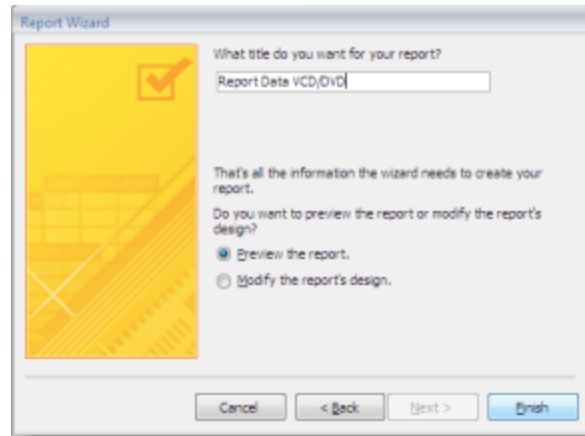 Report Wizard
What title do you want for your report?
Report Data VCD/DVD
That's all the information the wizard needs to create your
report.
Do you want to preview the report or modify the report's
design?
Preview the report.
Modify the report's design.
Cancel
< Back
Next >
Finish